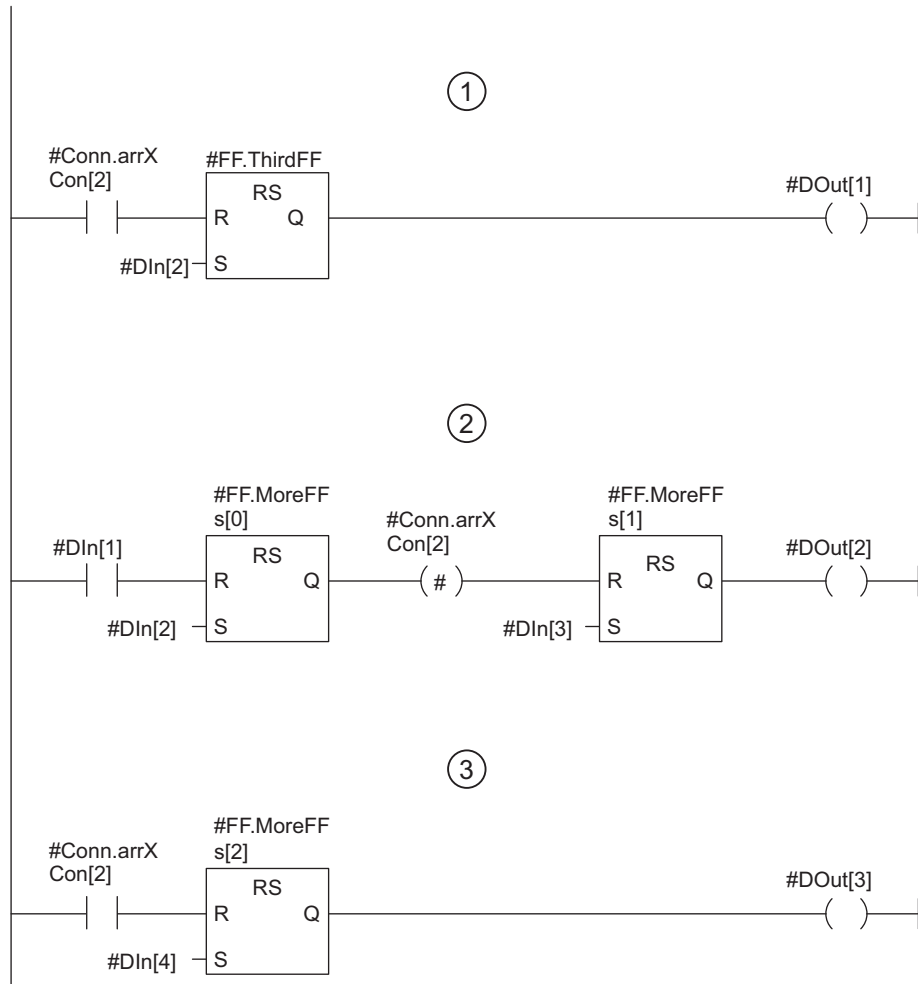 1
#Conn.arrX
Con[2]
#FF.ThirdFF
#DOut[1]
RS
R Q
#DIn[2] S
2
#FF.MoreFF
s[0]
#Conn.arrX
Con[2]
#FF.MoreFF
s[1]
#DIn[1]
#DOut[2]
RS
R Q
#
RS
R Q
#DIn[2] S
#DIn[3] S
3
#FF.MoreFF
s[2]
#Conn.arrX
Con[2]
#DOut[3]
RS
R Q
#DIn[4] S